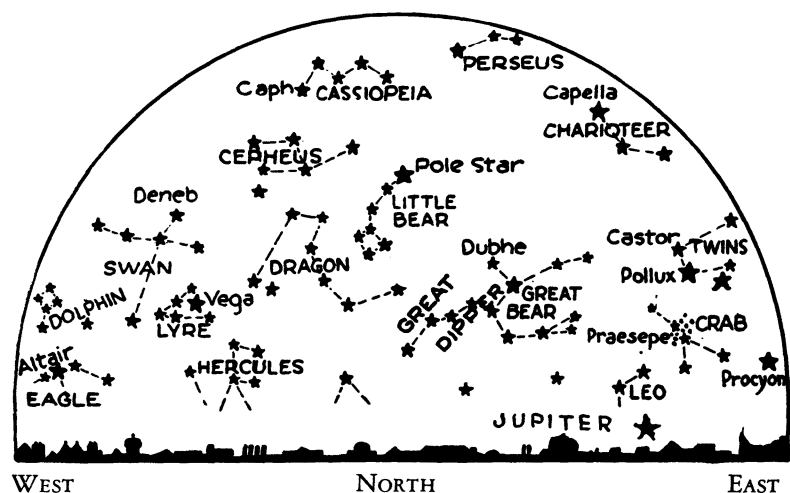 PERSEUS
Caph
CASSIOPEIA
Capella
CHARIOTEER
CEPHEUS
Pole Star
Deneb
LITTLE
BEAR
Dubhe
Castor
TWINS
SWAN
DRAGON
Pollux
DOLPHIN
Vega
LYRE
GREAT
DIPPER
GREAT
BEAR
CRAB
Praesepe
Altair
HERCULES
Procyon
EAGLE
LEO
JUPITER
WEST
NORTH
EAST